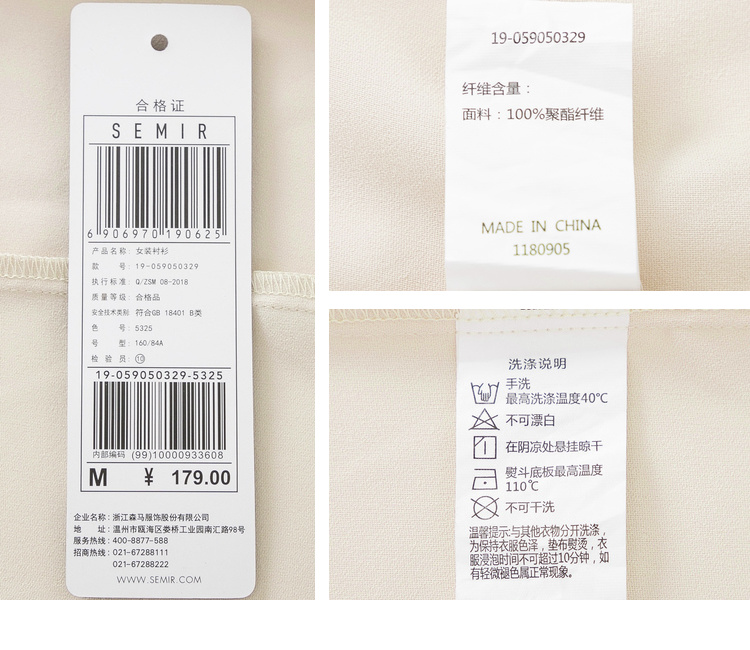 合格证
SEMIR
6 906970 190625
产品名称: 女装衬衫
款 号: 19-059050329
执行标准: Q/ZSM 08-2018
质量等级: 合格品
安全技术类别 符合GB 18401 B类
色 号: 5325
号 型: 160/84A
检 验 员: ⑩
19-059050329-5325
内部编码 (99)10000933608
M ¥ 179.00
企业名称: 浙江森马服饰股份有限公司
地 址: 温州市瓯海区娄桥工业园南汇路98号
服务热线: 400-8877-588
招商热线: 021-67288111
021-67288222
WWW.SEMIR.COM
19-059050329
纤维含量:
面料: 100%聚酯纤维
MADE IN CHINA
1180905
洗涤说明
手洗
最高洗涤温度40℃
不可漂白
在阴凉处悬挂晾干
熨斗底板最高温度
110℃
不可干洗
温馨提示:与其他衣物分开洗涤,
为保持衣服色泽,垫布熨烫,衣
服浸泡时间不可超过10分钟,如
有轻微褪色属正常现象。